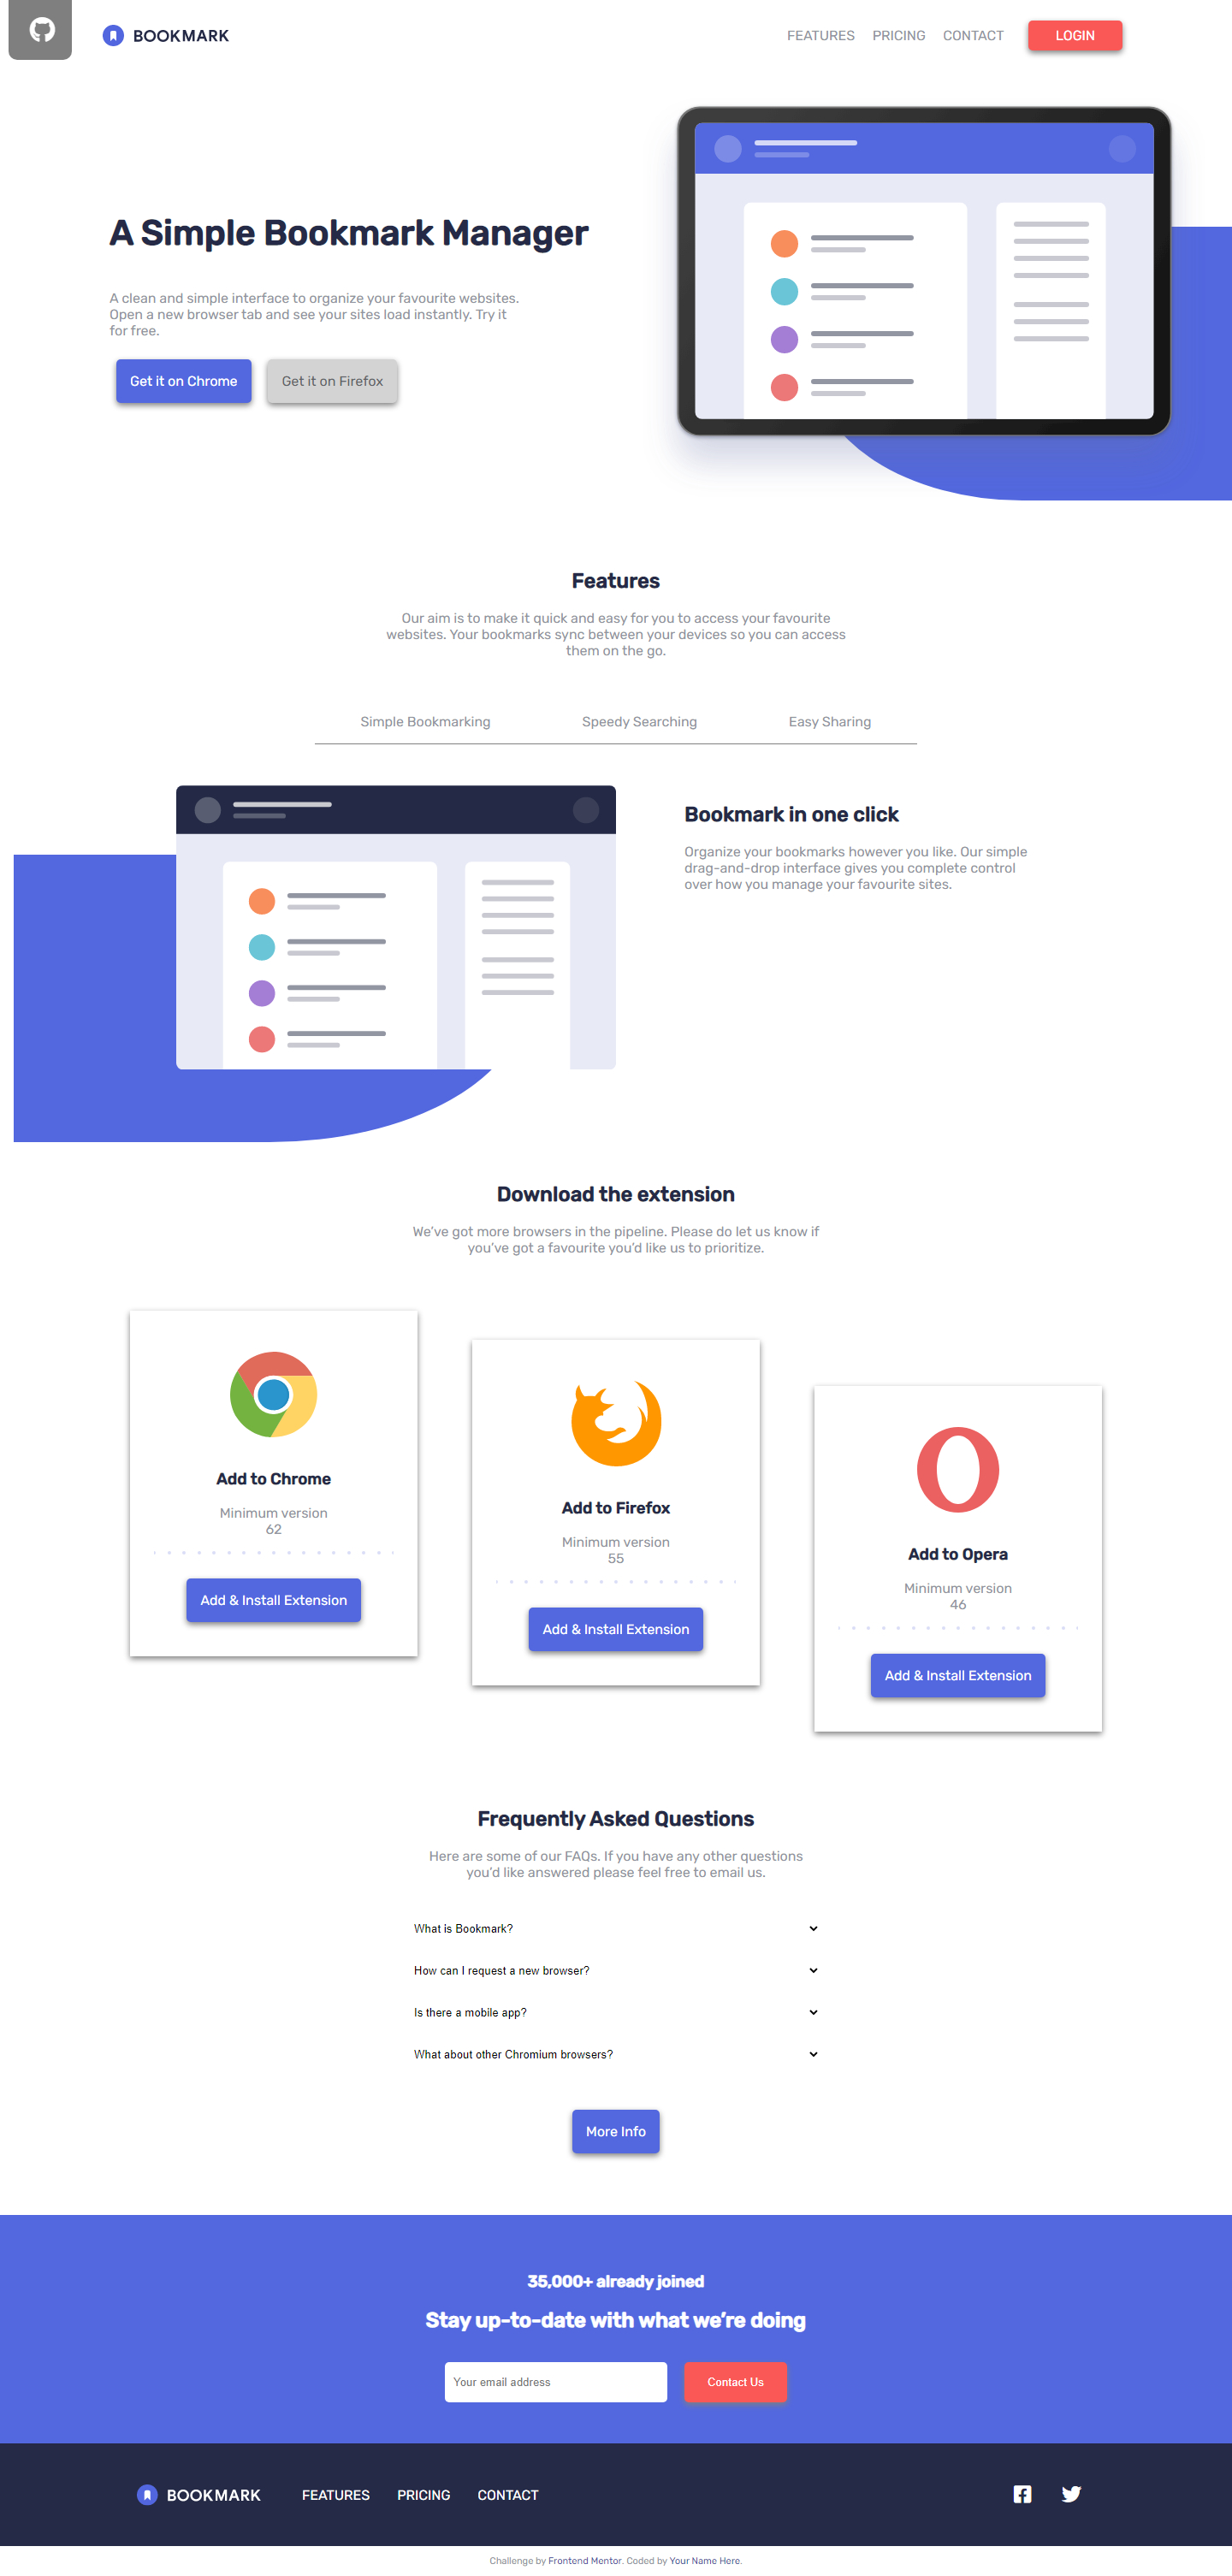 BOOKMARK
FEATURES PRICING CONTACT LOGIN
A Simple Bookmark Manager
A clean and simple interface to organize your favourite websites.
Open a new browser tab and see your sites load instantly. Try it
for free.
Get it on Chrome Get it on Firefox
Features
Our aim is to make it quick and easy for you to access your favourite
websites. Your bookmarks sync between your devices so you can access
them on the go.
Simple Bookmarking Speedy Searching Easy Sharing
Bookmark in one click
Organize your bookmarks however you like. Our simple
drag-and-drop interface gives you complete control
over how you manage your favourite sites.
Download the extension
We’ve got more browsers in the pipeline. Please do let us know if
you’ve got a favourite you’d like us to prioritize.
Add to Chrome
Minimum version
62
Add & Install Extension
Add to Firefox
Minimum version
55
Add & Install Extension
Add to Opera
Minimum version
46
Add & Install Extension
Frequently Asked Questions
Here are some of our FAQs. If you have any other questions
you’d like answered please feel free to email us.
What is Bookmark?
How can I request a new browser?
Is there a mobile app?
What about other Chromium browsers?
More Info
35,000+ already joined
Stay up-to-date with what we’re doing
Your email address Contact Us
BOOKMARK FEATURES PRICING CONTACT
Challenge by Frontend Mentor. Coded by Your Name Here.